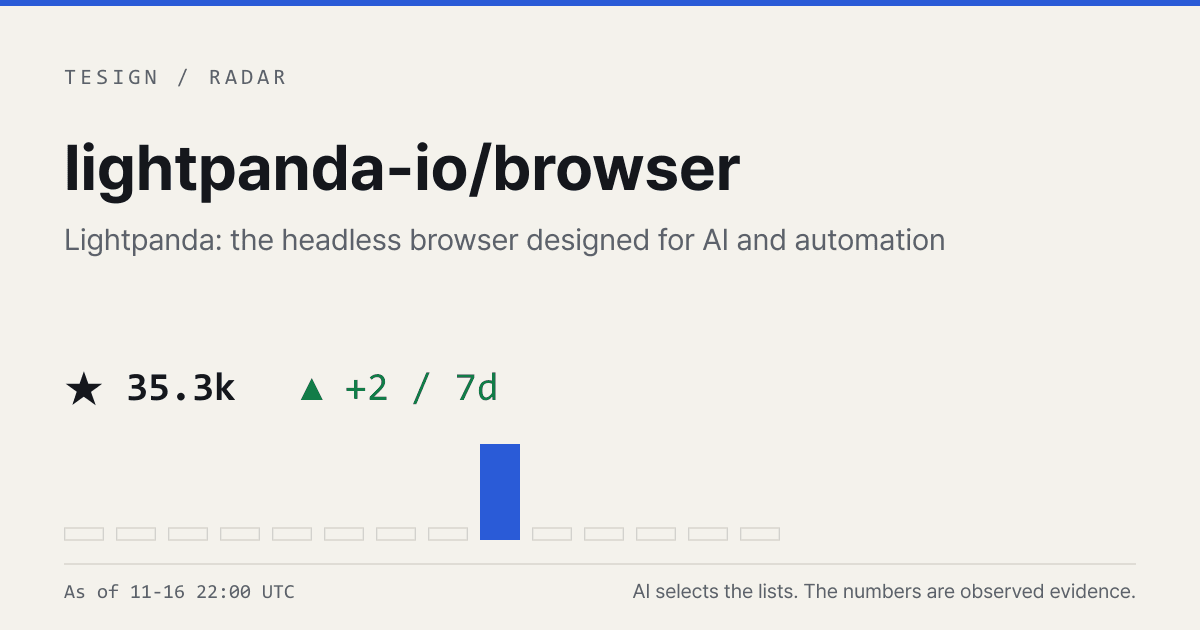 TESIGN / RADAR
lightpanda-io/browser
Lightpanda: the headless browser designed for AI and automation
★ 35.3k ▲ +2 / 7d
As of 11-16 22:00 UTC
AI selects the lists. The numbers are observed evidence.